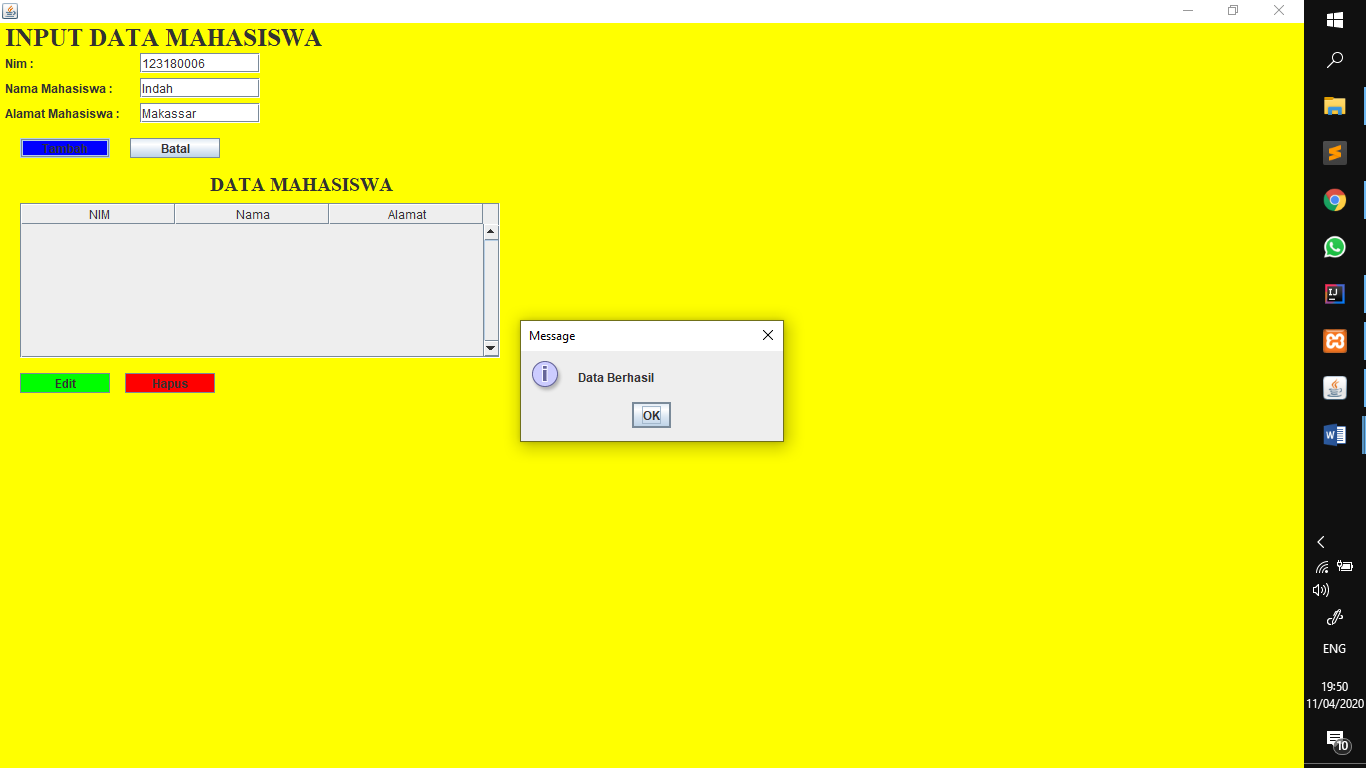 INPUT DATA MAHASISWA
Nim : 123180006
Nama Mahasiswa : Indah
Alamat Mahasiswa : Makassar
Tambah Batal
DATA MAHASISWA
NIM Nama Alamat
Edit Hapus
Message
Data Berhasil
OK
ENG
19:50
11/04/2020
10